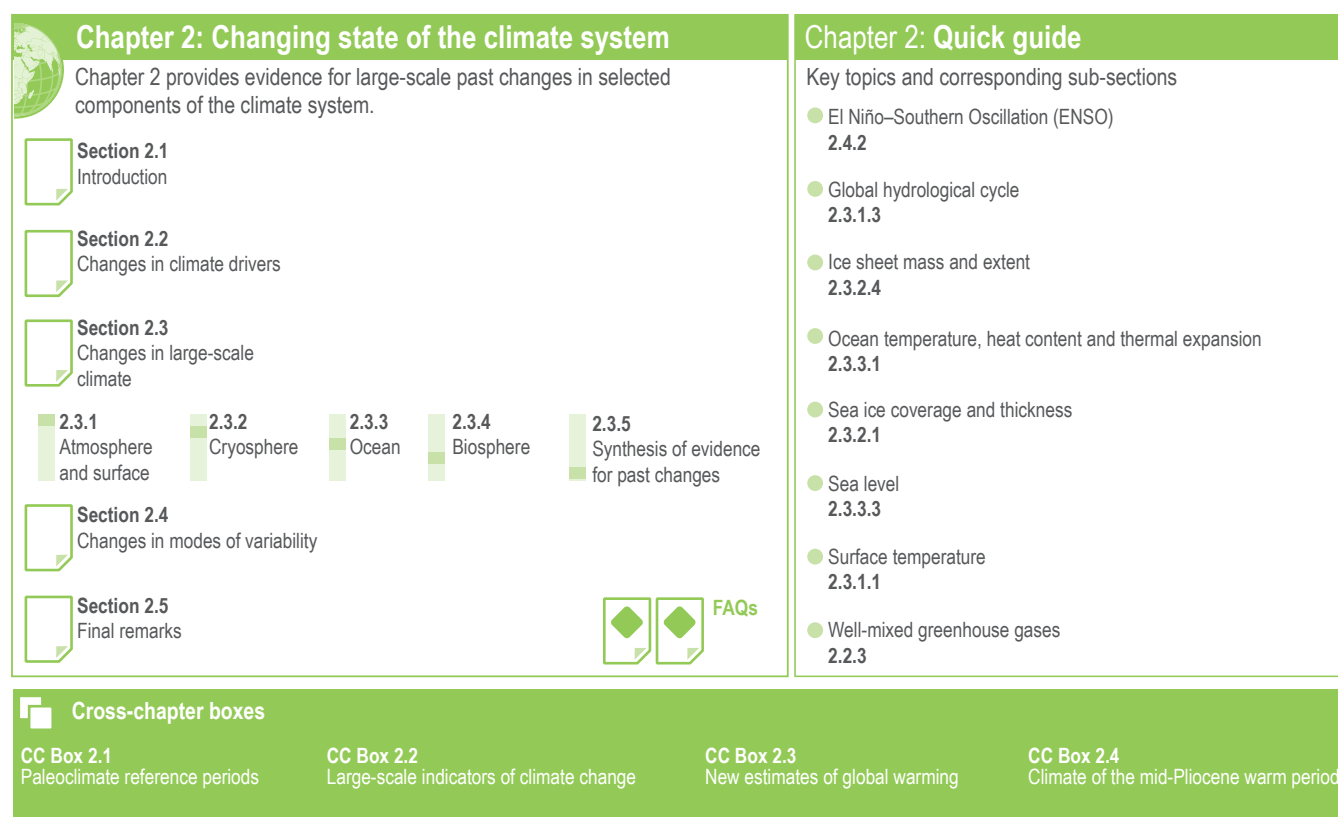 Chapter 2: Changing state of the climate system
Chapter 2 provides evidence for large-scale past changes in selected
components of the climate system.
Section 2.1
Introduction
Section 2.2
Changes in climate drivers
Section 2.3
Changes in large-scale
climate
2.3.1
Atmosphere
and surface
2.3.2
Cryosphere
2.3.3
Ocean
2.3.4
Biosphere
2.3.5
Synthesis of evidence
for past changes
Section 2.4
Changes in modes of variability
Section 2.5
Final remarks
FAQs
Chapter 2: Quick guide
Key topics and corresponding sub-sections
El Niño–Southern Oscillation (ENSO)
2.4.2
Global hydrological cycle
2.3.1.3
Ice sheet mass and extent
2.3.2.4
Ocean temperature, heat content and thermal expansion
2.3.3.1
Sea ice coverage and thickness
2.3.2.1
Sea level
2.3.3.3
Surface temperature
2.3.1.1
Well-mixed greenhouse gases
2.2.3
Cross-chapter boxes
CC Box 2.1
Paleoclimate reference periods
CC Box 2.2
Large-scale indicators of climate change
CC Box 2.3
New estimates of global warming
CC Box 2.4
Climate of the mid-Pliocene warm period